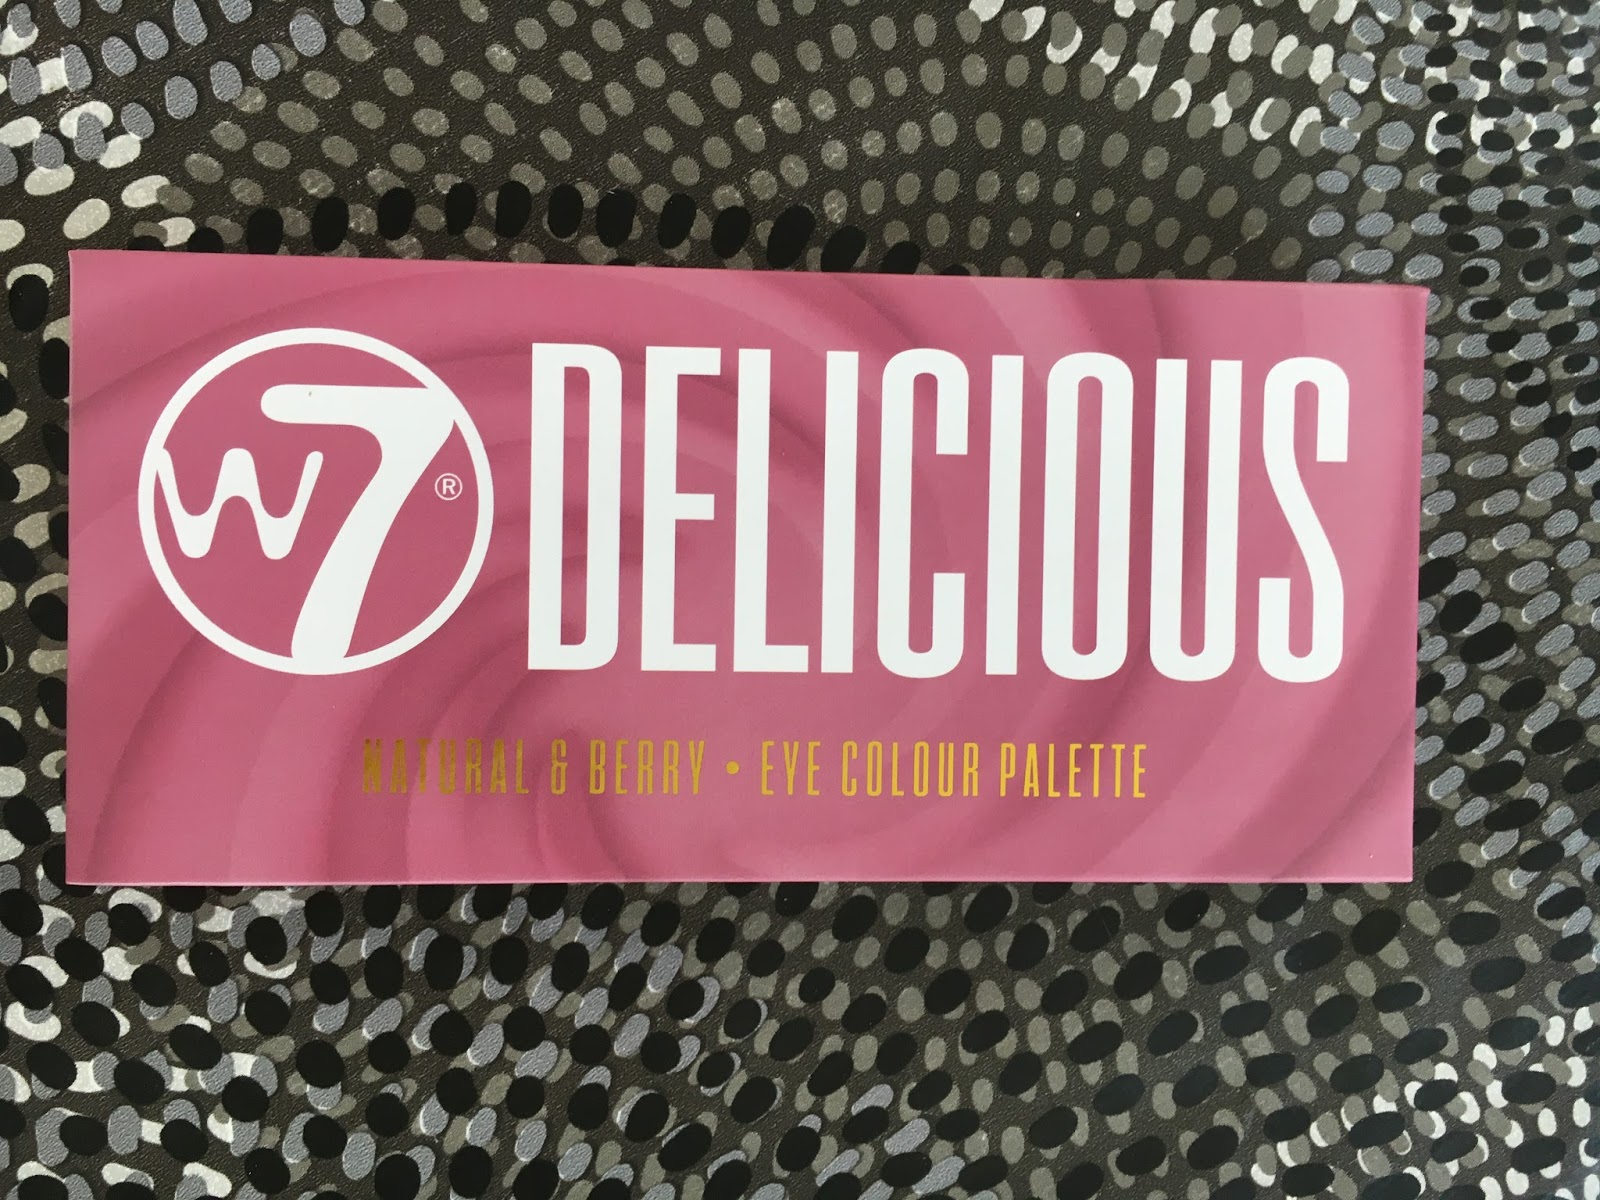 W7® DELICIOUS
NATURAL & BERRY • EYE COLOUR PALETTE